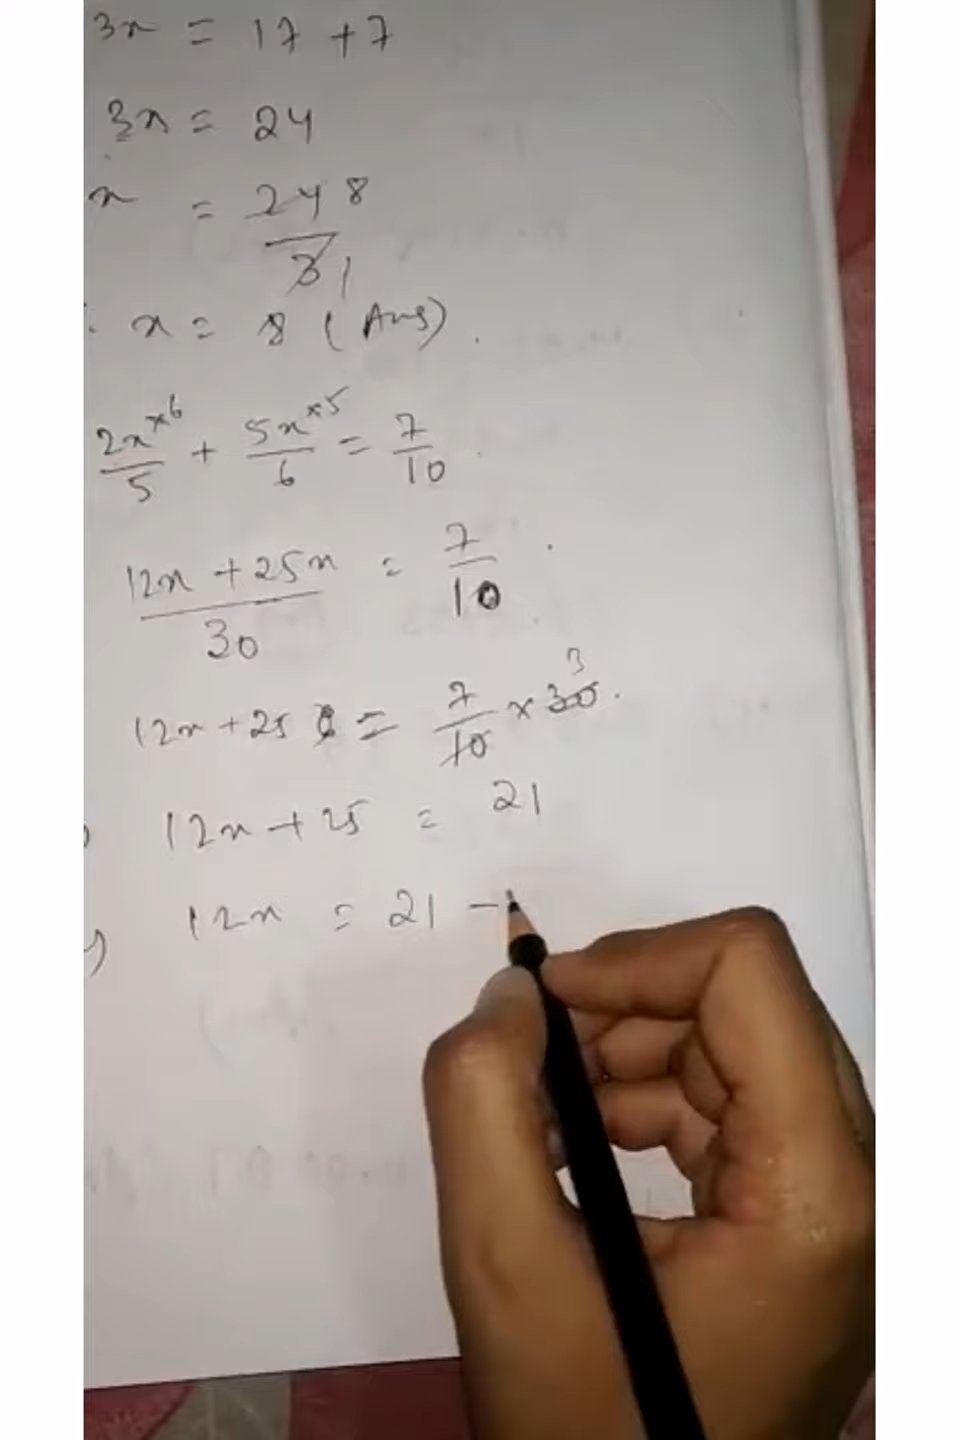 3x = 17 + 7
3x = 24
x = 24 8 / 3 1
x = 8 (Ans).
2x×6/5 + 5x×5/6 = 7/10
12x + 25x / 30 = 7/10
12x + 25 = 7/10 × 30 3
12x + 25 = 21
12x = 21 -